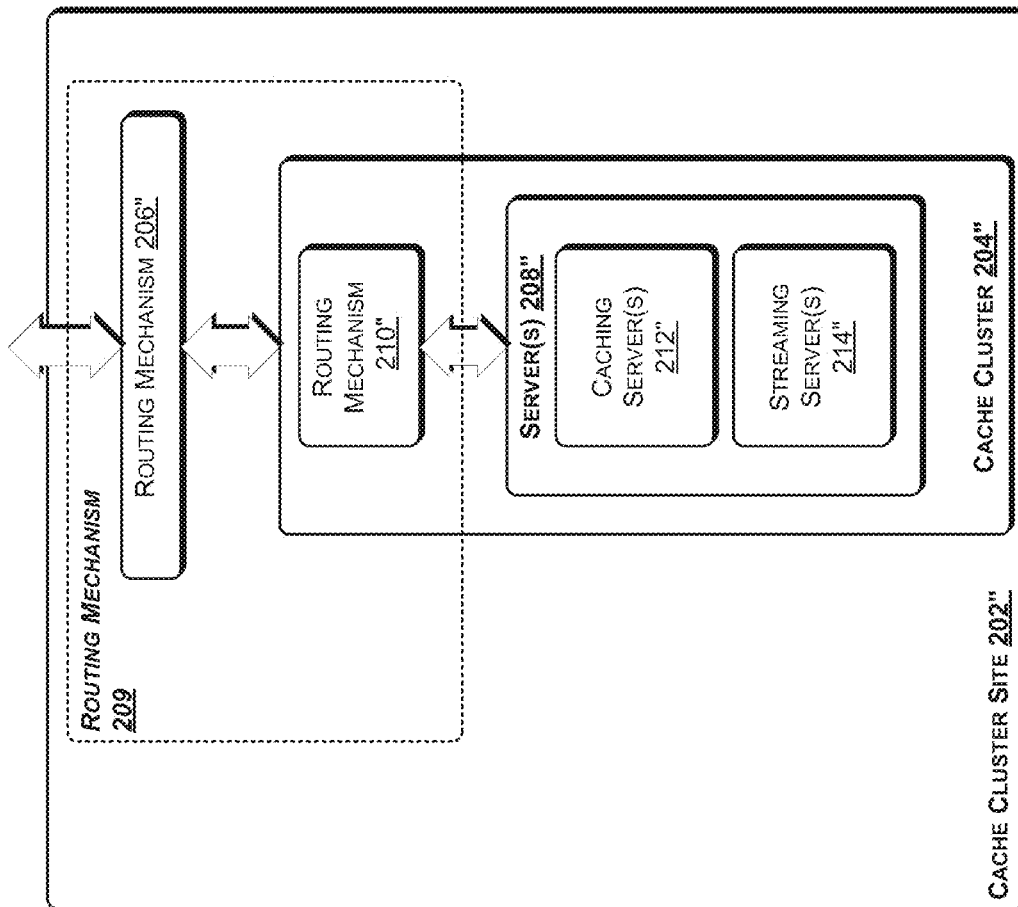 ROUTING MECHANISM
209
ROUTING MECHANISM 206"
ROUTING
MECHANISM
210"
SERVER(S) 208"
CACHING
SERVER(S)
212"
STREAMING
SERVER(S)
214"
CACHE CLUSTER 204"
CACHE CLUSTER SITE 202"